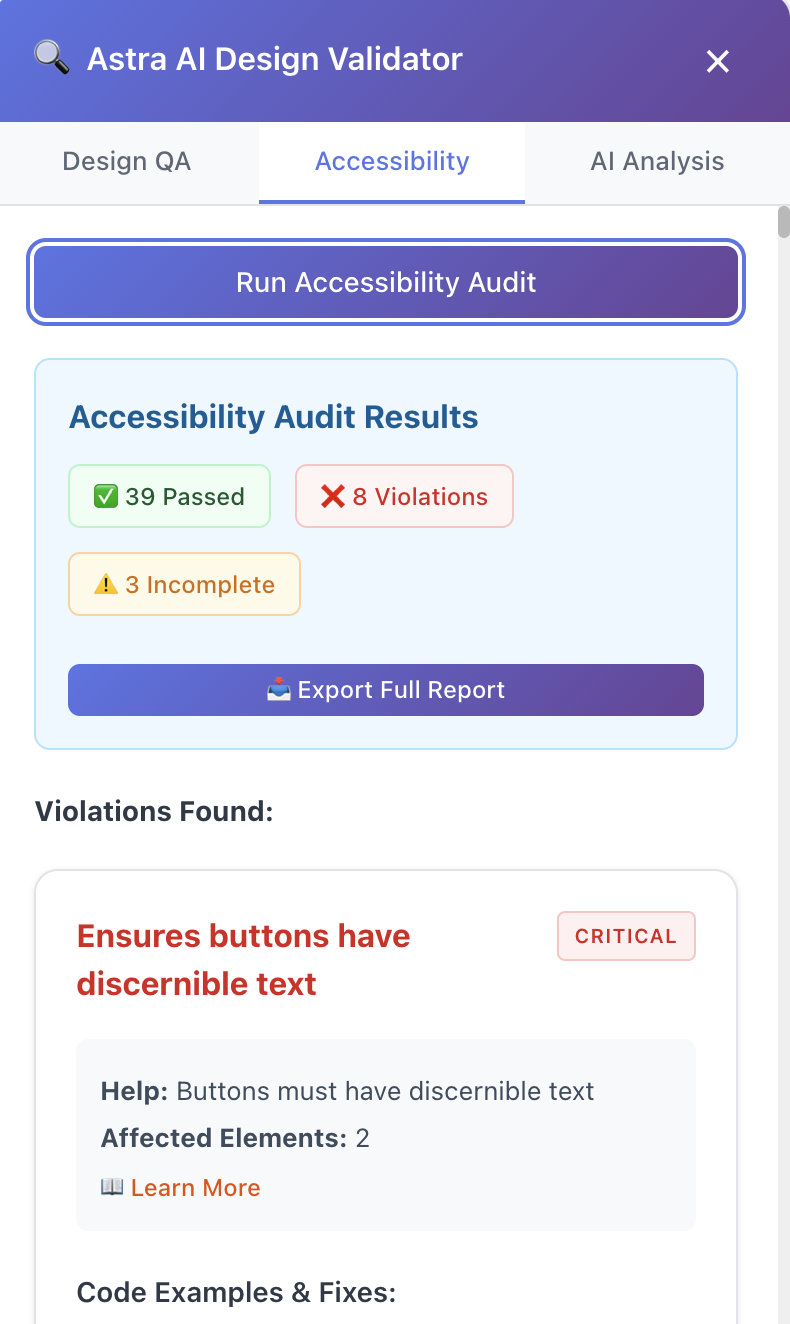 🔍 Astra AI Design Validator ✕
Design QA Accessibility AI Analysis
Run Accessibility Audit
Accessibility Audit Results
✅ 39 Passed ❌ 8 Violations
⚠️ 3 Incomplete
📤 Export Full Report
Violations Found:
Ensures buttons have CRITICAL
discernible text
Help: Buttons must have discernible text
Affected Elements: 2
📖 Learn More
Code Examples & Fixes: